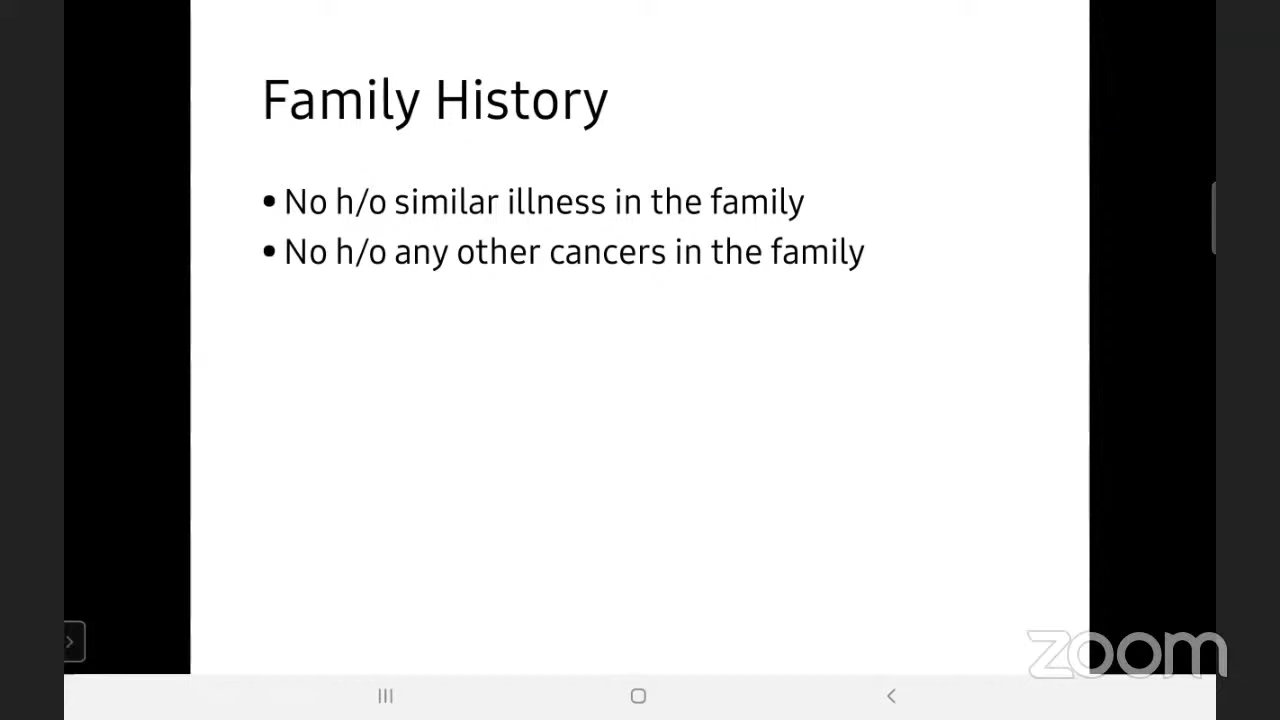 Family History
• No h/o similar illness in the family
• No h/o any other cancers in the family
zoom